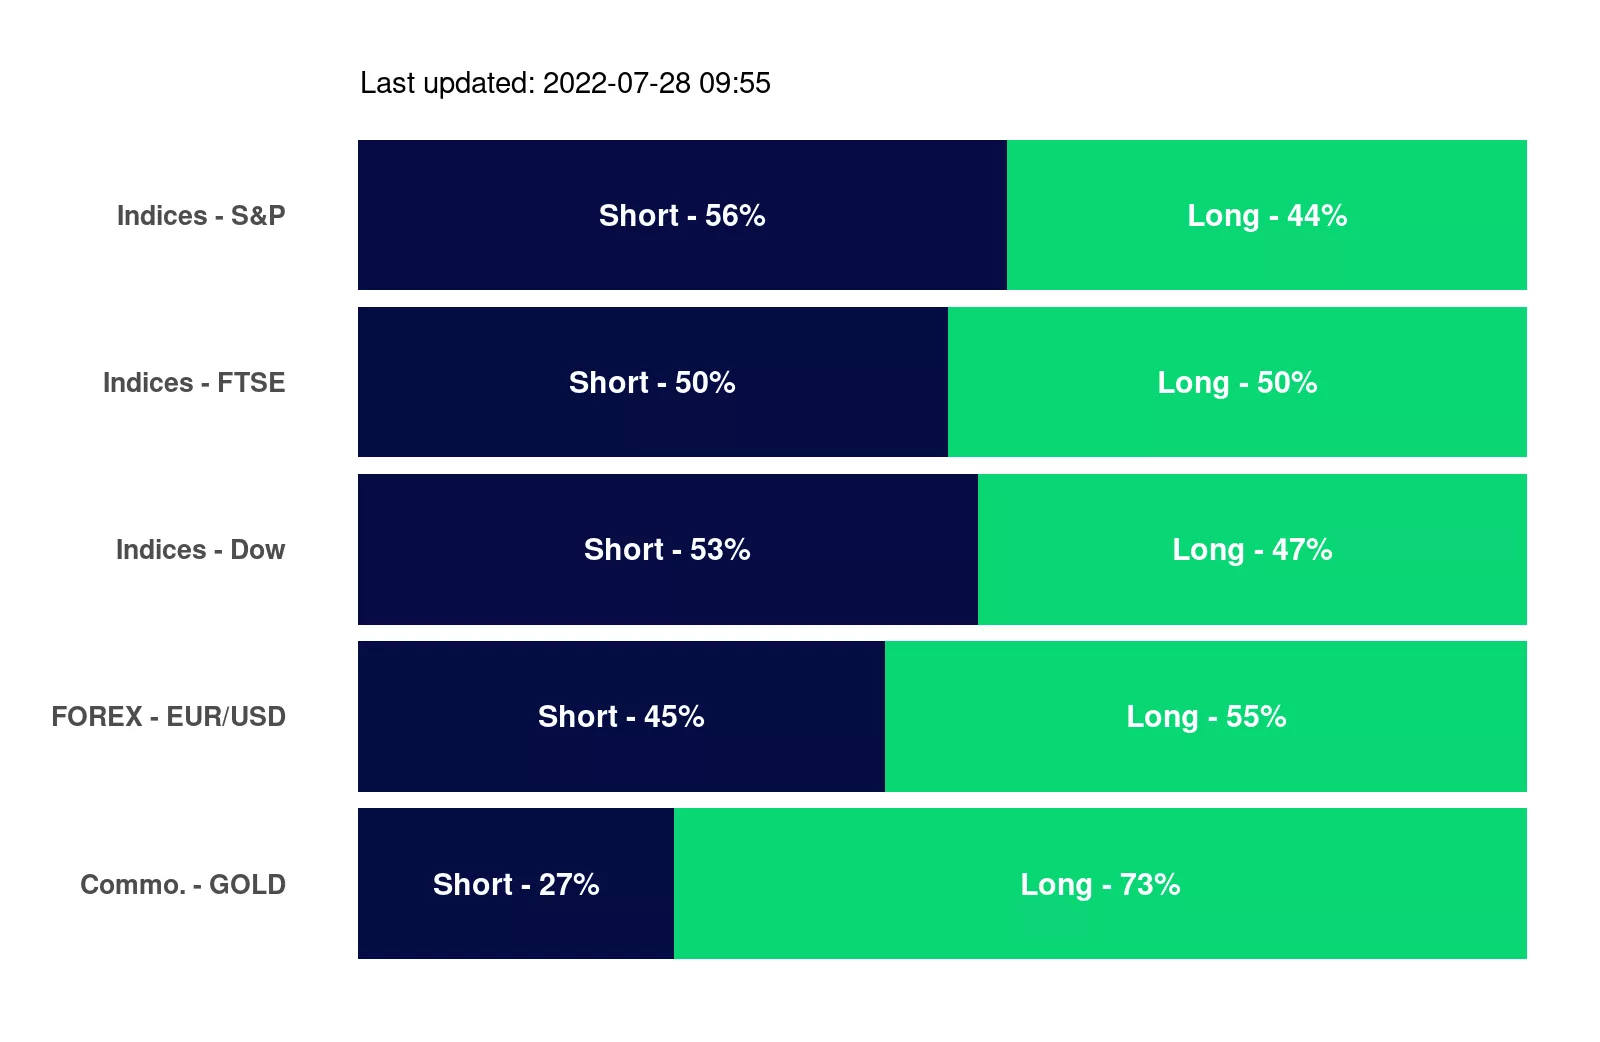 Last updated: 2022-07-28 09:55
Indices - S&P Short - 56% Long - 44%
Indices - FTSE Short - 50% Long - 50%
Indices - Dow Short - 53% Long - 47%
FOREX - EUR/USD Short - 45% Long - 55%
Commo. - GOLD Short - 27% Long - 73%